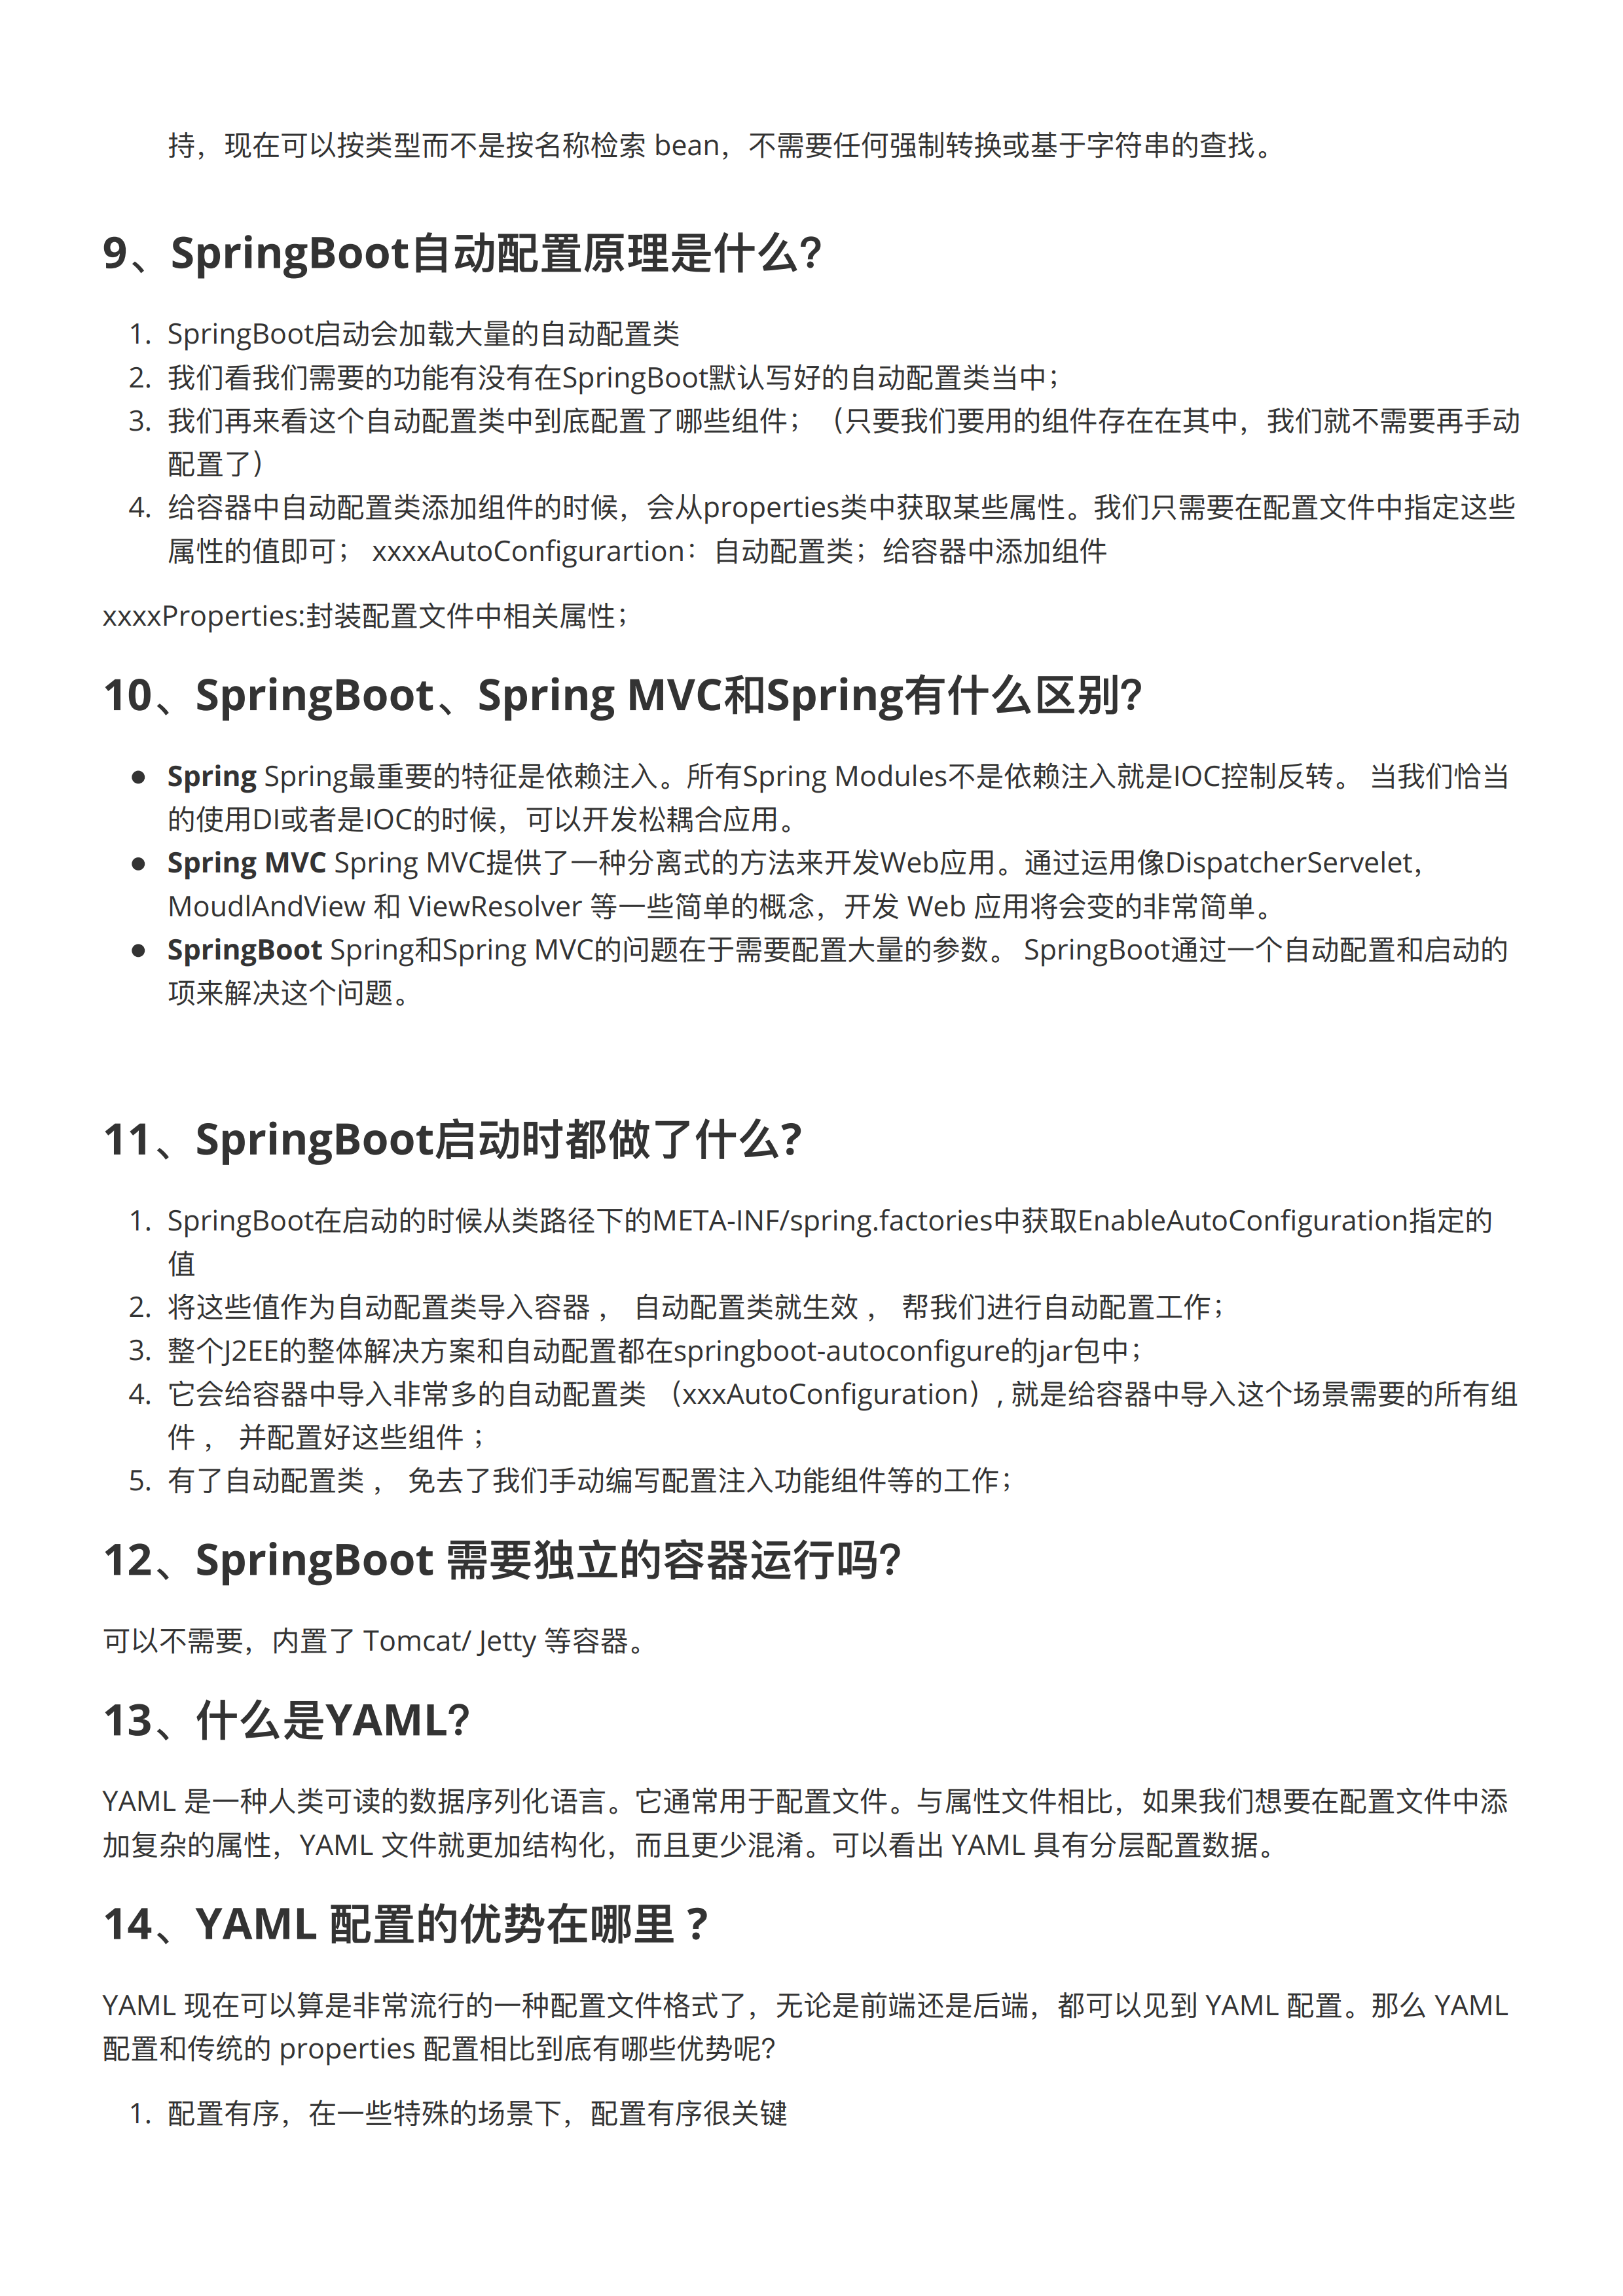 持，现在可以按类型而不是按名称检索 bean，不需要任何强制转换或基于字符串的查找。
9、SpringBoot自动配置原理是什么？
1. SpringBoot启动会加载大量的自动配置类
2. 我们看我们需要的功能有没有在SpringBoot默认写好的自动配置类当中；
3. 我们再来看这个自动配置类中到底配置了哪些组件；（只要我们要用的组件存在在其中，我们就不需要再手动
配置了）
4. 给容器中自动配置类添加组件的时候，会从properties类中获取某些属性。我们只需要在配置文件中指定这些
属性的值即可； xxxxAutoConfigurartion：自动配置类；给容器中添加组件
xxxxProperties:封装配置文件中相关属性；
10、SpringBoot、Spring MVC和Spring有什么区别？
● Spring Spring最重要的特征是依赖注入。所有Spring Modules不是依赖注入就是IOC控制反转。 当我们恰当
的使用DI或者是IOC的时候，可以开发松耦合应用。
● Spring MVC Spring MVC提供了一种分离式的方法来开发Web应用。通过运用像DispatcherServelet，
MoudlAndView 和 ViewResolver 等一些简单的概念，开发 Web 应用将会变的非常简单。
● SpringBoot Spring和Spring MVC的问题在于需要配置大量的参数。 SpringBoot通过一个自动配置和启动的
项来解决这个问题。
11、SpringBoot启动时都做了什么?
1. SpringBoot在启动的时候从类路径下的META-INF/spring.factories中获取EnableAutoConfiguration指定的
值
2. 将这些值作为自动配置类导入容器 ， 自动配置类就生效 ， 帮我们进行自动配置工作；
3. 整个J2EE的整体解决方案和自动配置都在springboot-autoconfigure的jar包中；
4. 它会给容器中导入非常多的自动配置类 （xxxAutoConfiguration）, 就是给容器中导入这个场景需要的所有组
件 ， 并配置好这些组件 ；
5. 有了自动配置类 ， 免去了我们手动编写配置注入功能组件等的工作；
12、SpringBoot 需要独立的容器运行吗？
可以不需要，内置了 Tomcat/ Jetty 等容器。
13、什么是YAML？
YAML 是一种人类可读的数据序列化语言。它通常用于配置文件。与属性文件相比，如果我们想要在配置文件中添
加复杂的属性，YAML 文件就更加结构化，而且更少混淆。可以看出 YAML 具有分层配置数据。
14、YAML 配置的优势在哪里 ?
YAML 现在可以算是非常流行的一种配置文件格式了，无论是前端还是后端，都可以见到 YAML 配置。那么 YAML
配置和传统的 properties 配置相比到底有哪些优势呢？
1. 配置有序，在一些特殊的场景下，配置有序很关键